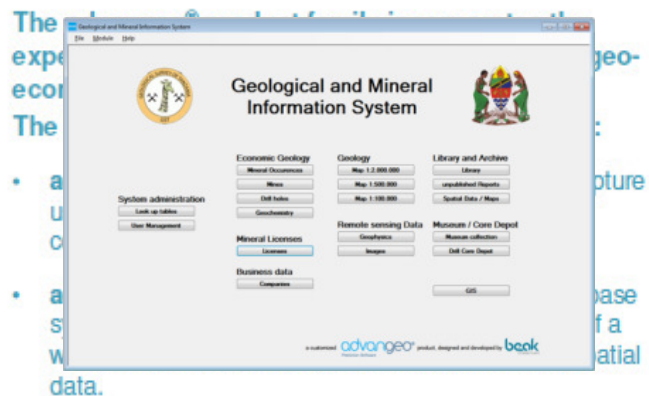 The
expe
geo-
econ
The
:
• a
pture
u
c
• a
base
sy
f a
w
patial
data.
Geological and Mineral Information System
File Module Help
Geological and Mineral
Information System
System administration
Look up tables
User Management
Economic Geology
Mineral Occurrences
Mines
Drill holes
Geochemistry
Mineral Licenses
Licenses
Business data
Companies
Geology
Map 1:2.000.000
Map 1:500.000
Map 1:100.000
Remote sensing Data
Geophysics
Images
Library and Archive
Library
unpublished Reports
Spatial Data / Maps
Museum / Core Depot
Museum collection
Drill Core Depot
GIS
a customized advangeo® product, designed and developed by beak